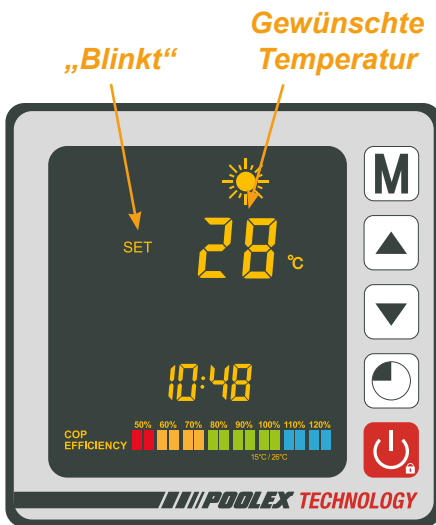 Gewünschte
„Blinkt“ Temperatur
M
SET 28 °C
10:48
50% 60% 70% 80% 90% 100% 110% 120%
COP
EFFICIENCY
15°C / 26°C
POOLEX TECHNOLOGY